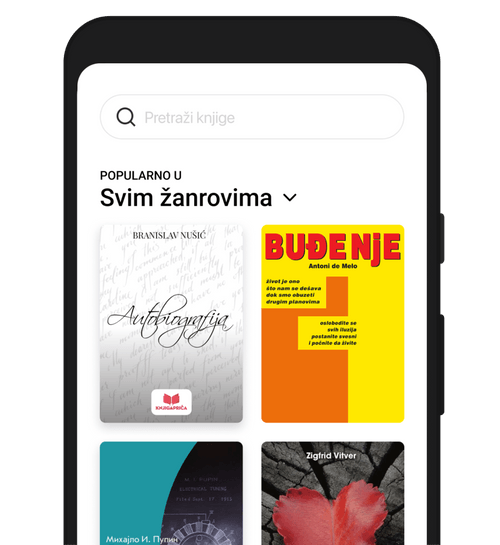 Pretraži knjige
POPULARNO U
Svim žanrovima
BRANISLAV NUŠIĆ
Autobiografija
KNJIGAPRIČA
BUĐENjE
Antoni de Melo
život je ono
što nam se dešava
dok smo obuzeti
drugim planovima
oslobodite se
svih iluzija
postanite svesni
i počnite da živite
Михајло И. Пупин
Zigfrid Vilver